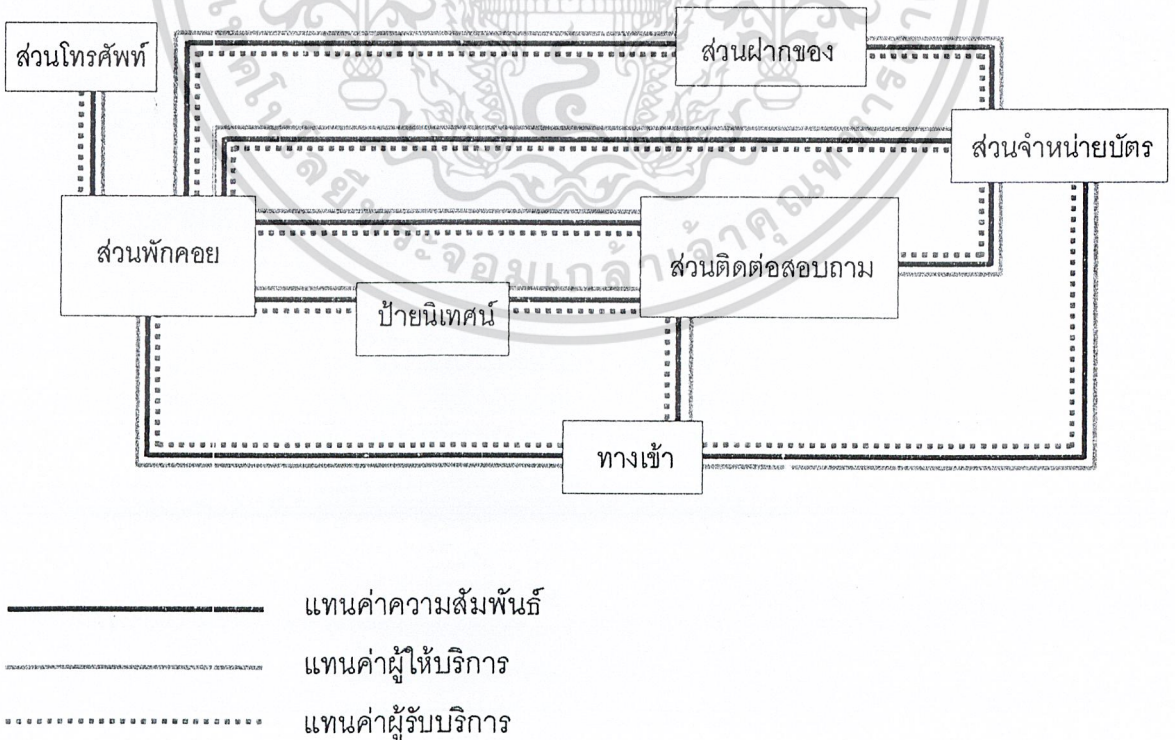 ส่วนโทรศัพท์
ส่วนฝากของ
ส่วนจำหน่ายบัตร
ส่วนพักคอย
ส่วนติดต่อสอบถาม
ป้ายนิเทศน์
ทางเข้า
แทนค่าความสัมพันธ์
แทนค่าผู้ให้บริการ
แทนค่าผู้รับบริการ